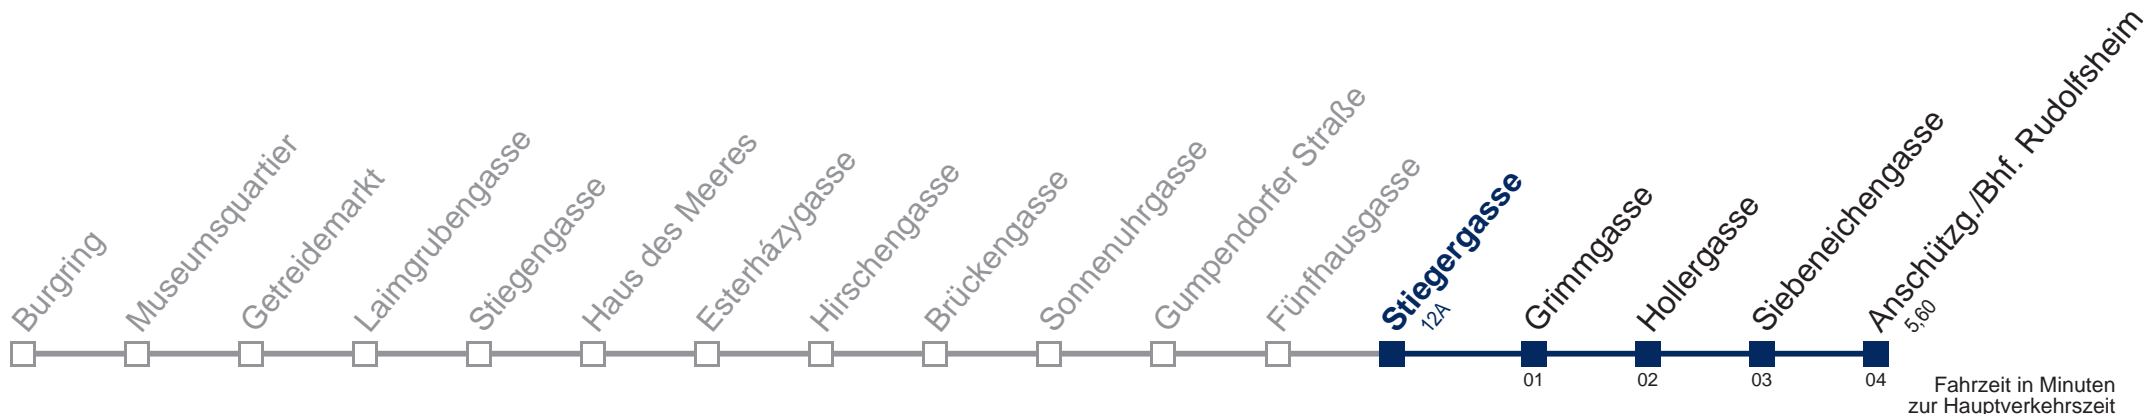 Burgring
Museumsquartier
Getreidemarkt
Laimgrubengasse
Stiegengasse
Haus des Meeres
Esterházygasse
Hirschengasse
Brückengasse
Sonnenuhrgasse
Gumpendorfer Straße
Fünfhausgasse
Stiegergasse
12A
Grimmgasse
Hollergasse
Siebeneichengasse
Anschützg./Bhf. Rudolfsheim
5,60
01
02
03
04
Fahrzeit in Minuten
zur Hauptverkehrszeit